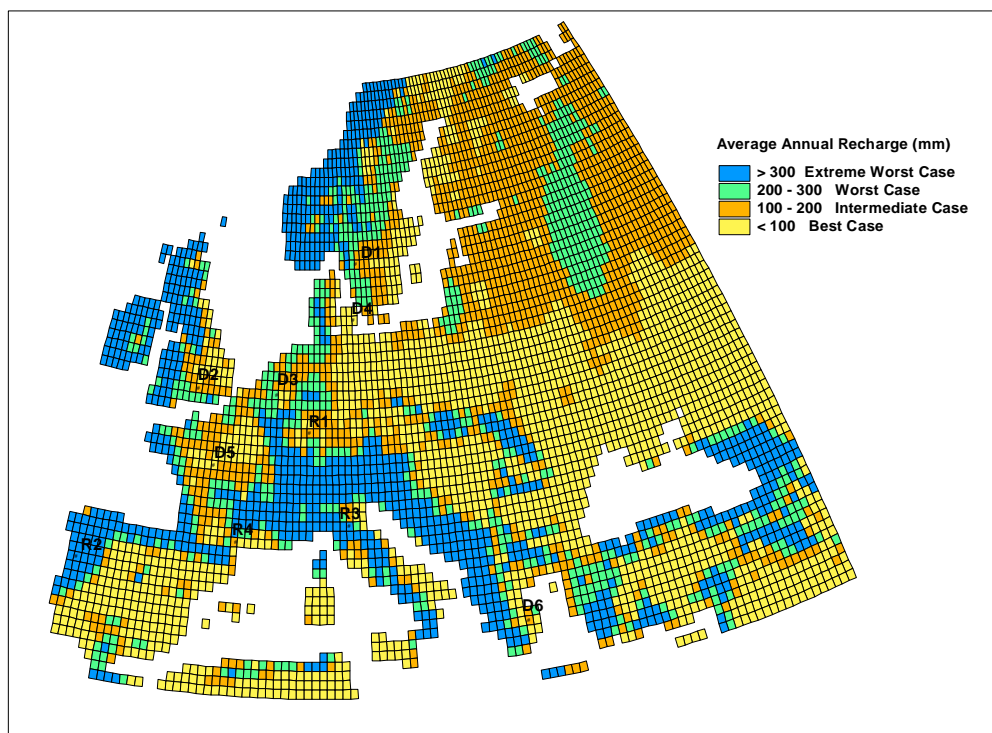 Average Annual Recharge (mm)
> 300 Extreme Worst Case
200 - 300 Worst Case
100 - 200 Intermediate Case
< 100 Best Case
D1
D4
D2
D3
R1
D5
R3
R4
R2
D6